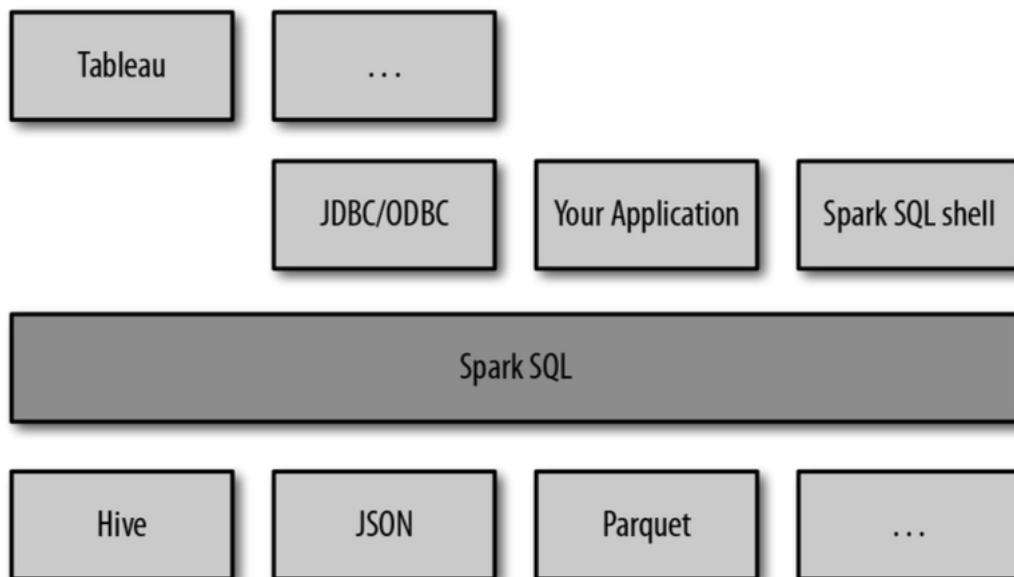 Tableau
...
JDBC/ODBC
Your Application
Spark SQL shell
Spark SQL
Hive
JSON
Parquet
...